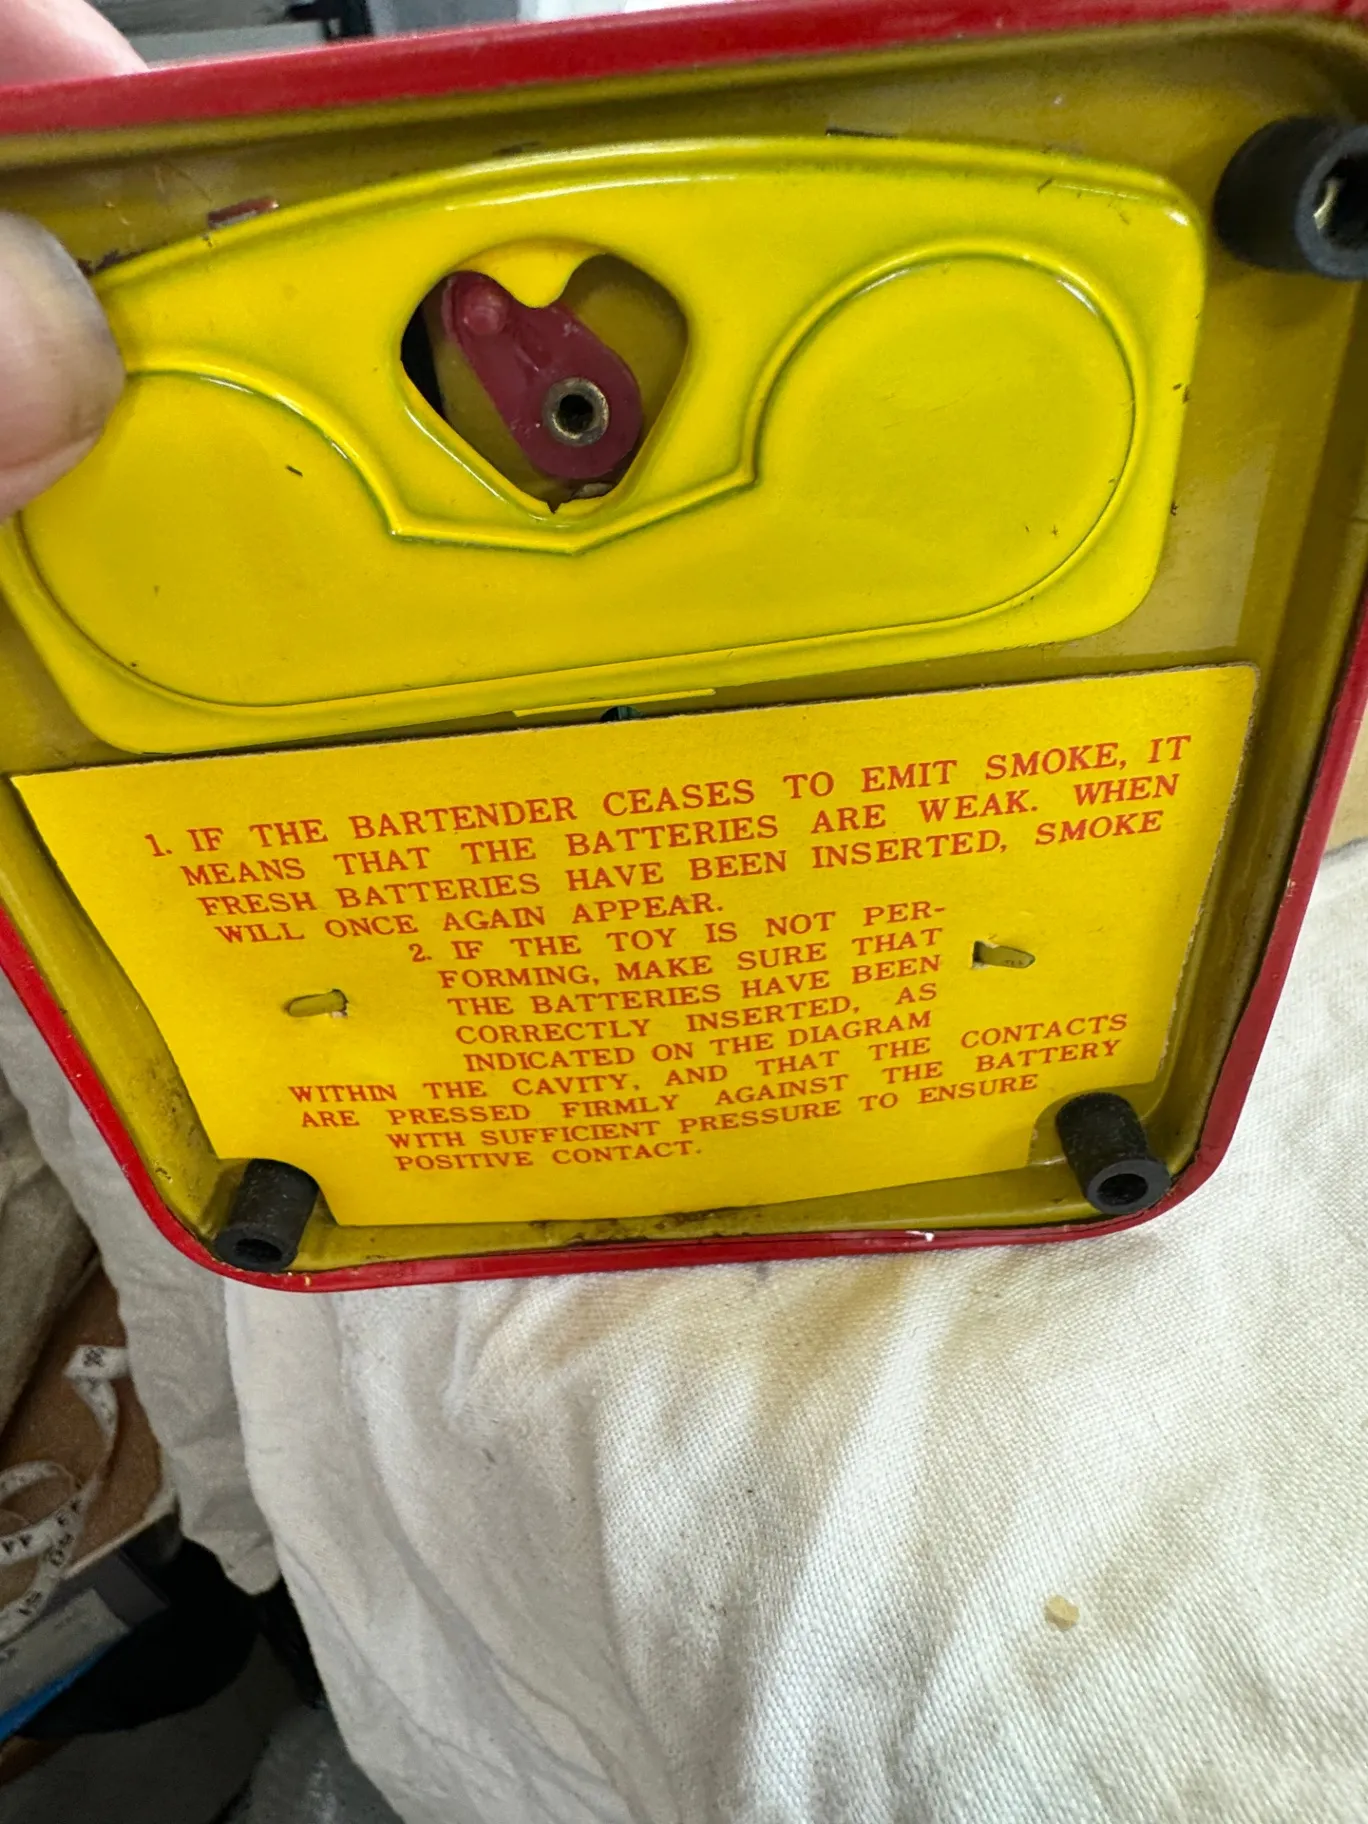 1. IF THE BARTENDER CEASES TO EMIT SMOKE, IT
MEANS THAT THE BATTERIES ARE WEAK. WHEN
FRESH BATTERIES HAVE BEEN INSERTED, SMOKE
WILL ONCE AGAIN APPEAR.
2. IF THE TOY IS NOT PER-
FORMING, MAKE SURE THAT
THE BATTERIES HAVE BEEN
CORRECTLY INSERTED, AS
INDICATED ON THE DIAGRAM
WITHIN THE CAVITY, AND THAT THE CONTACTS
ARE PRESSED FIRMLY AGAINST THE BATTERY
WITH SUFFICIENT PRESSURE TO ENSURE
POSITIVE CONTACT.